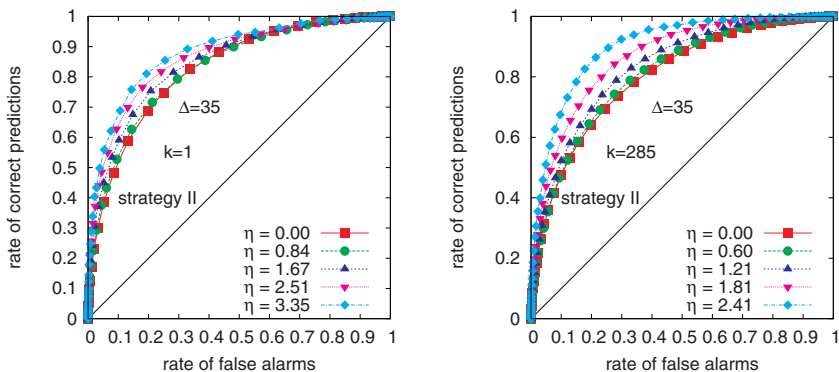 1
0.9
0.8
0.7
0.6
0.5
0.4
0.3
0.2
0.1
0
rate of correct predictions
Δ=35
k=1
strategy II
η = 0.00
η = 0.84
η = 1.67
η = 2.51
η = 3.35
0 0.1 0.2 0.3 0.4 0.5 0.6 0.7 0.8 0.9 1
rate of false alarms
1
0.8
0.6
0.4
0.2
0
rate of correct predictions
Δ=35
k=285
strategy II
η = 0.00
η = 0.60
η = 1.21
η = 1.81
η = 2.41
0 0.1 0.2 0.3 0.4 0.5 0.6 0.7 0.8 0.9 1
rate of false alarms